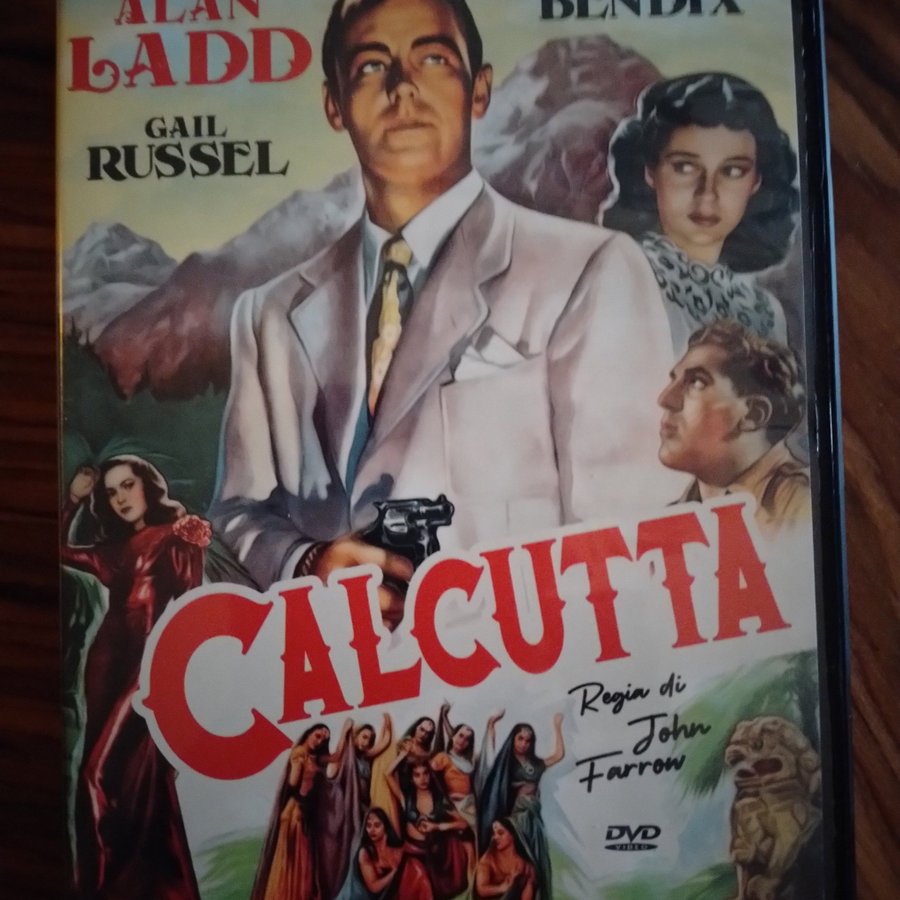 ALAN
LADD
BENDIX
GAIL
RUSSEL
CALCUTTA
Regia di
John
Farrow
DVD
VIDEO